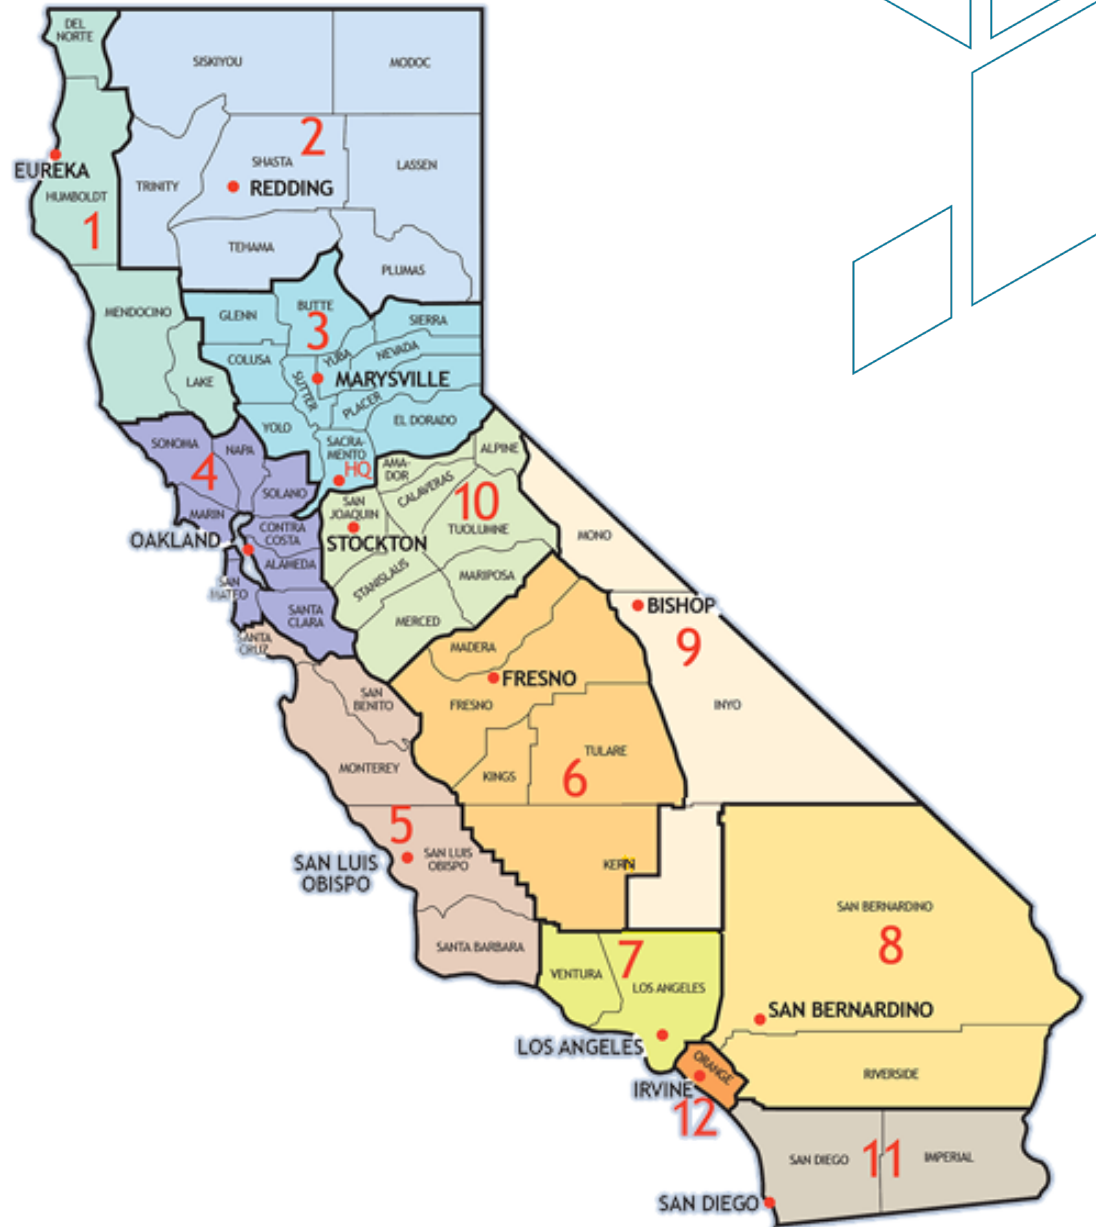 DEL
NORTE
SISKIYOU
MODOC
2
SHASTA
LASSEN
EUREKA
TRINITY
REDDING
HUMBOLDT
1
TEHAMA
PLUMAS
MENDOCINO
GLENN
BUTTE
3
SIERRA
COLUSA
YUBA
NEVADA
LAKE
SUTTER
MARYSVILLE
PLACER
YOLO
EL DORADO
SONOMA
NAPA
4
SACRA-
MENTO
HQ
AMA-
DOR
ALPINE
SOLANO
CALAVERAS
10
MARIN
SAN
JOAQUIN
TUOLUMNE
CONTRA
COSTA
OAKLAND
STOCKTON
MONO
ALAMEDA
STANISLAUS
MARIPOSA
SAN
MATEO
SANTA
CLARA
MERCED
BISHOP
SANTA
CRUZ
MADERA
9
FRESNO
SAN
BENITO
FRESNO
INYO
MONTEREY
KINGS
TULARE
6
5
SAN LUIS
OBISPO
SAN LUIS
OBISPO
KERN
SAN BERNARDINO
8
SANTA BARBARA
7
VENTURA
LOS ANGELES
SAN BERNARDINO
LOS ANGELES
ORANGE
RIVERSIDE
IRVINE
12
SAN DIEGO
11
IMPERIAL
SAN DIEGO